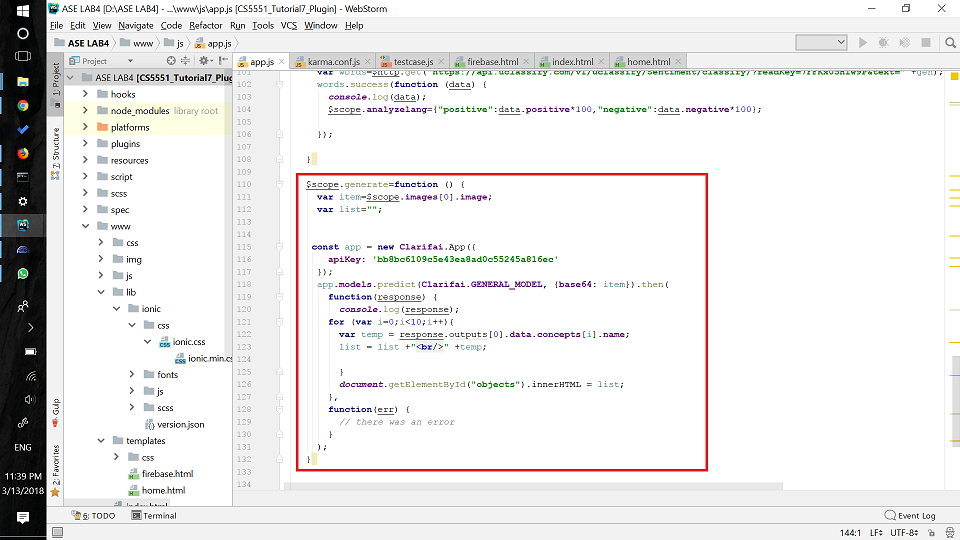 ASE LAB4 [D:\ASE LAB4] - ...\www\js\app.js [CS5551_Tutorial7_Plugin] - WebStorm
File Edit View Navigate Code Refactor Run Tools VCS Window Help
ASE LAB4 www js app.js
Project
app.js karma.conf.js testcase.js firebase.html index.html home.html
1: Project
7: Structure
Gulp
2: Favorites
ASE LAB4 [CS5551_Tutorial7_Plug
hooks
node_modules library root
platforms
plugins
resources
script
scss
spec
www
css
img
js
lib
ionic
css
ionic.css
ionic.min.cs
fonts
js
scss
version.json
templates
css
firebase.html
home.html
index.html
101 var words=$http.get("https://api.uclassify.com/v1/uclassify/Sentiment/classify/?readKey=
102 words.success(function (data) {
103 console.log(data);
104 $scope.analyzelang={"positive":data.positive*100,"negative":data.negative*100};
105
106 });
107
108 }
109
110 $scope.generate=function () {
111 var item=$scope.images[0].image;
112 var list="";
113
114
115 const app = new Clarifai.App({
116 apiKey: 'bb8bc6109c5e43ea8ad0c55245a816ec'
117 });
118 app.models.predict(Clarifai.GENERAL_MODEL, {base64: item}).then(
119 function(response) {
120 console.log(response);
121 for (var i=0;i<10;i++){
122 var temp = response.outputs[0].data.concepts[i].name;
123 list = list +"<br/>" +temp;
124
125 }
126 document.getElementById("objects").innerHTML = list;
127 },
128 function(err) {
129 // there was an error
130 }
131 );
132 }
133
134
ENG
11:39 PM
3/13/2018
6: TODO Terminal Event Log
144:1 LF UTF-8